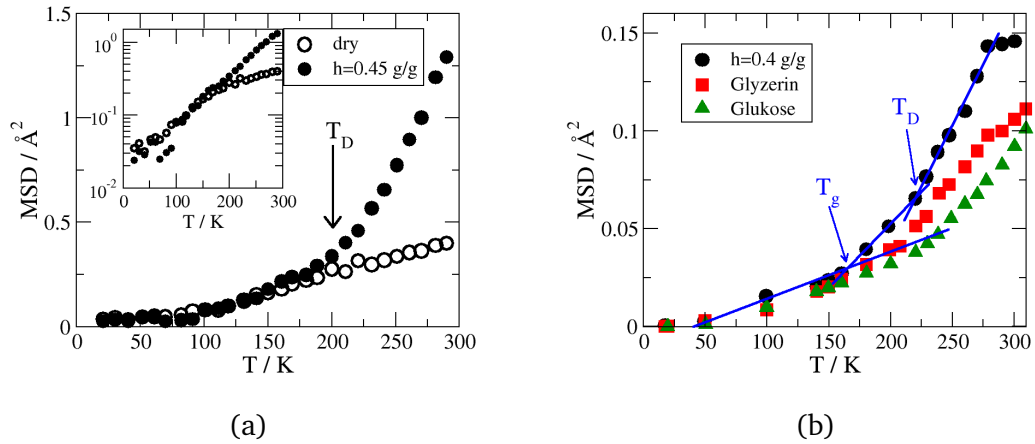 1.5
1
0.5
0
MSD / Å²
0
50
100
150
200
250
300
T / K
10⁰
10⁻¹
10⁻²
0
100
200
300
T / K
dry
h=0.45 g/g
T_D
(a)
0.15
0.1
0.05
0
MSD / Å²
0
50
100
150
200
250
300
T / K
h=0.4 g/g
Glyzerin
Glukose
T_D
T_g
(b)